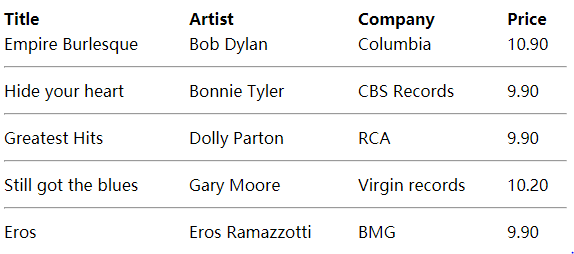 Title Artist Company Price
Empire Burlesque Bob Dylan Columbia 10.90
Hide your heart Bonnie Tyler CBS Records 9.90
Greatest Hits Dolly Parton RCA 9.90
Still got the blues Gary Moore Virgin records 10.20
Eros Eros Ramazzotti BMG 9.90